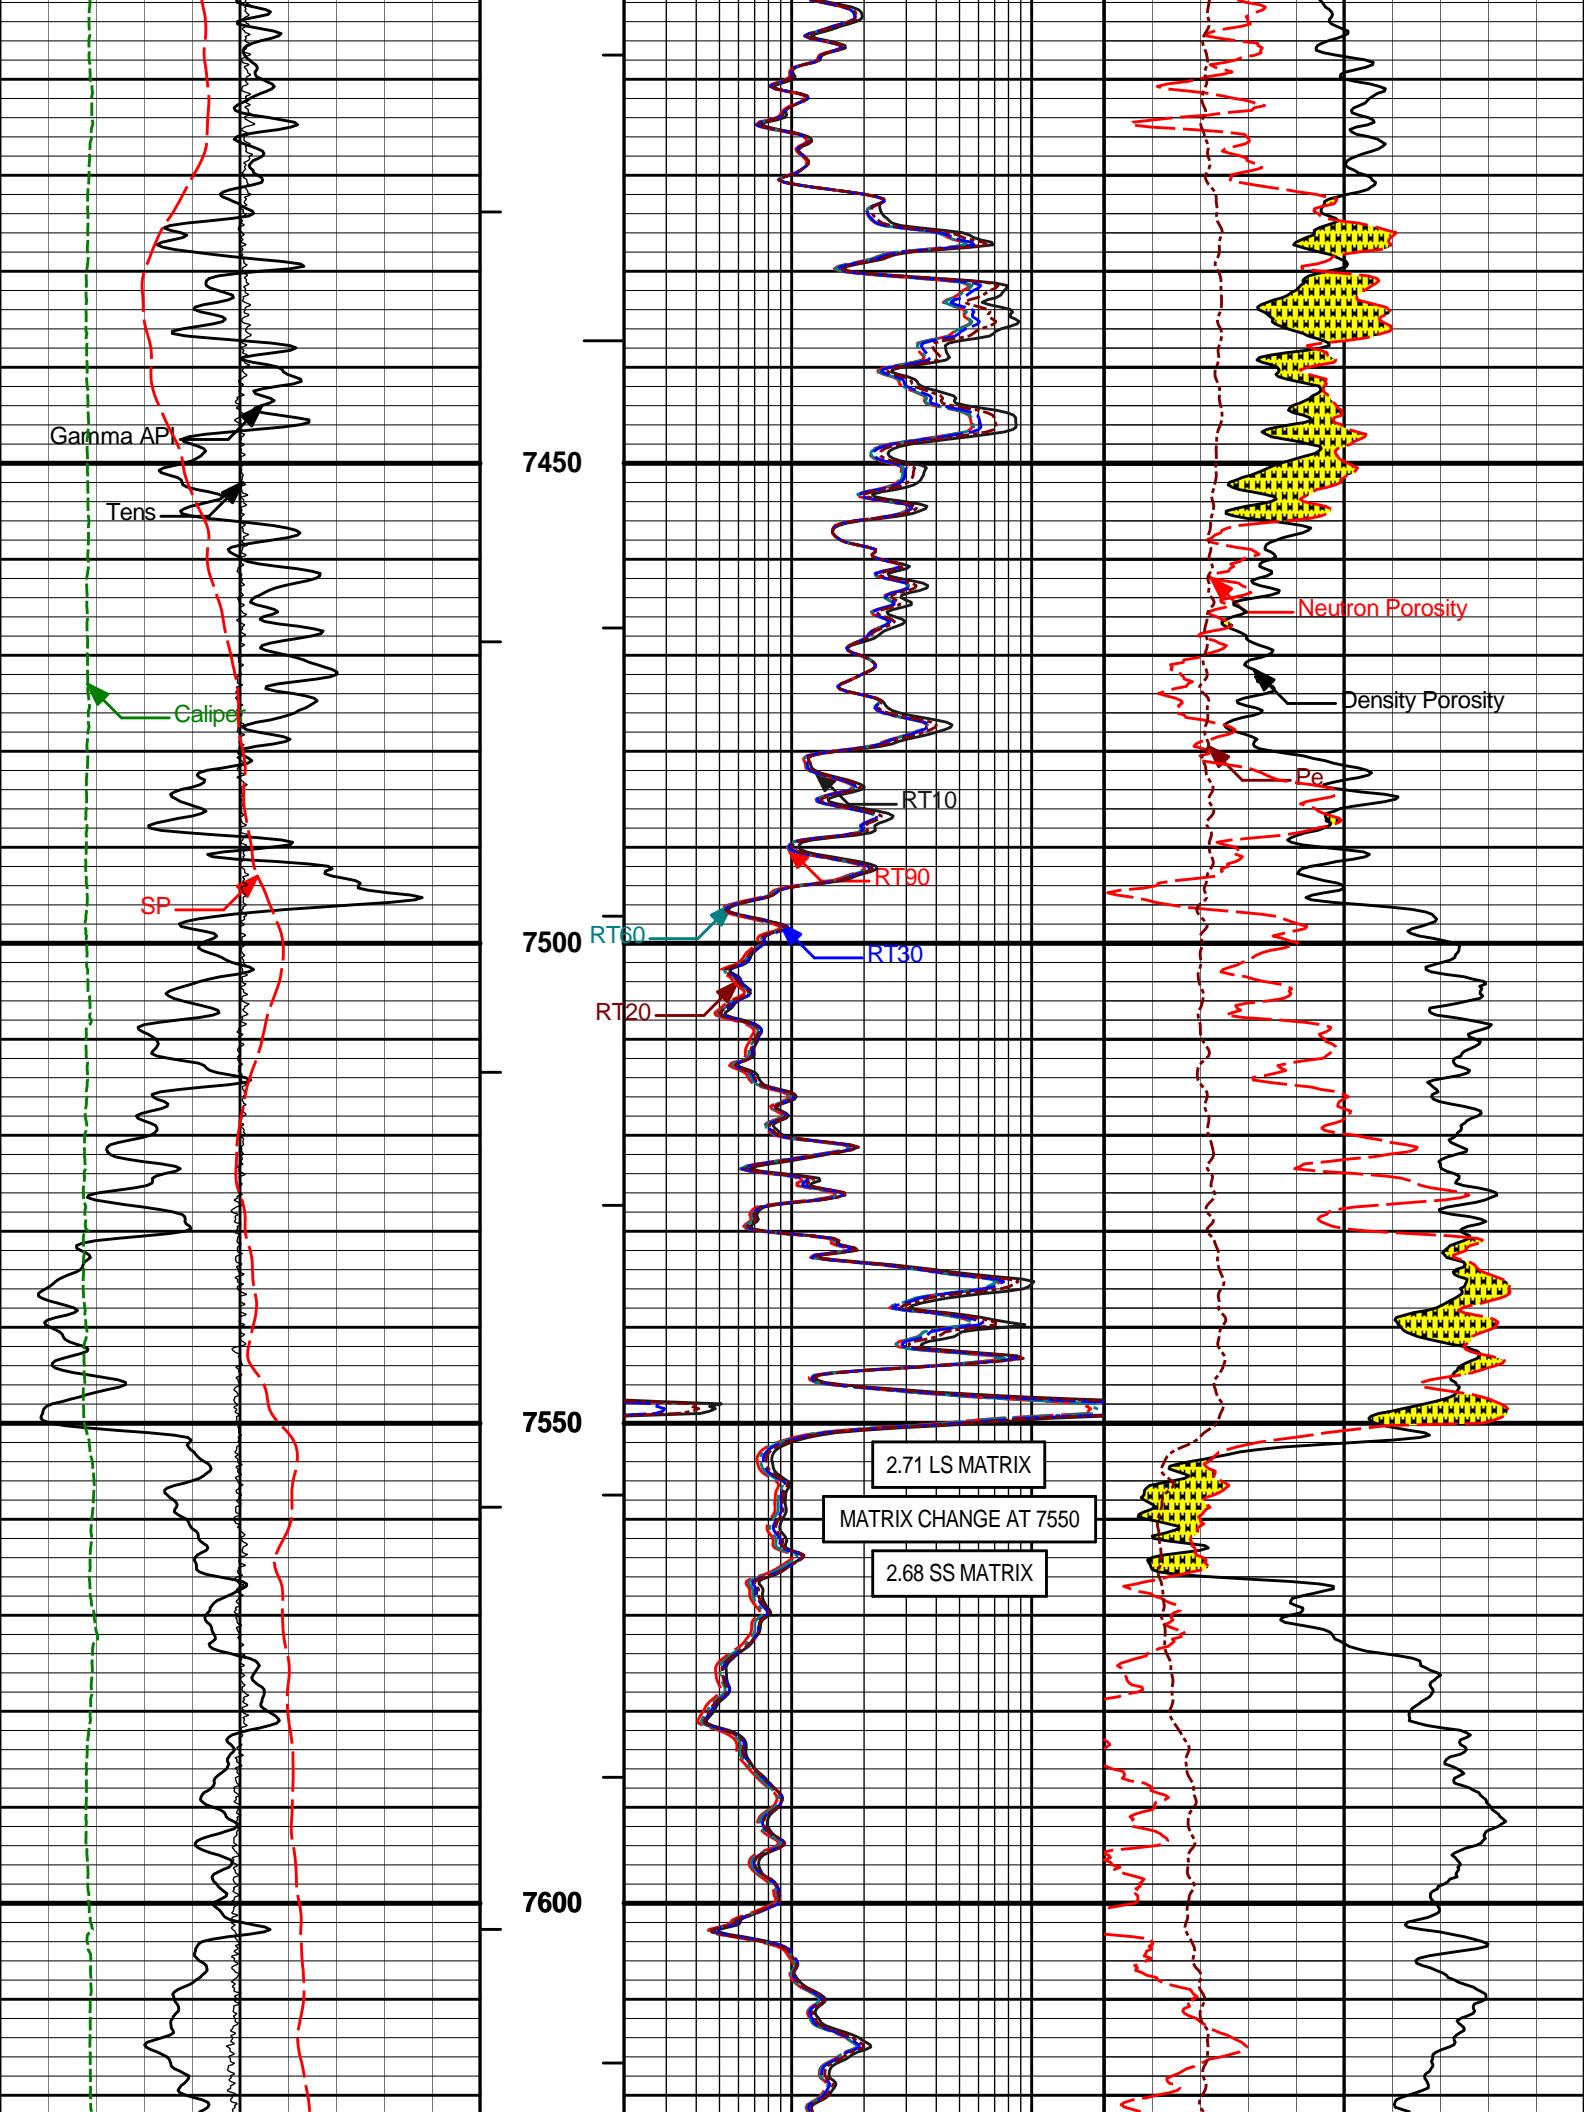 Gamma API
7450
Tens
Neutron Porosity
Density Porosity
Caliper
Pe
RT10
RT90
SP
RT60
7500
RT30
RT20
7550
2.71 LS MATRIX
MATRIX CHANGE AT 7550
2.68 SS MATRIX
7600